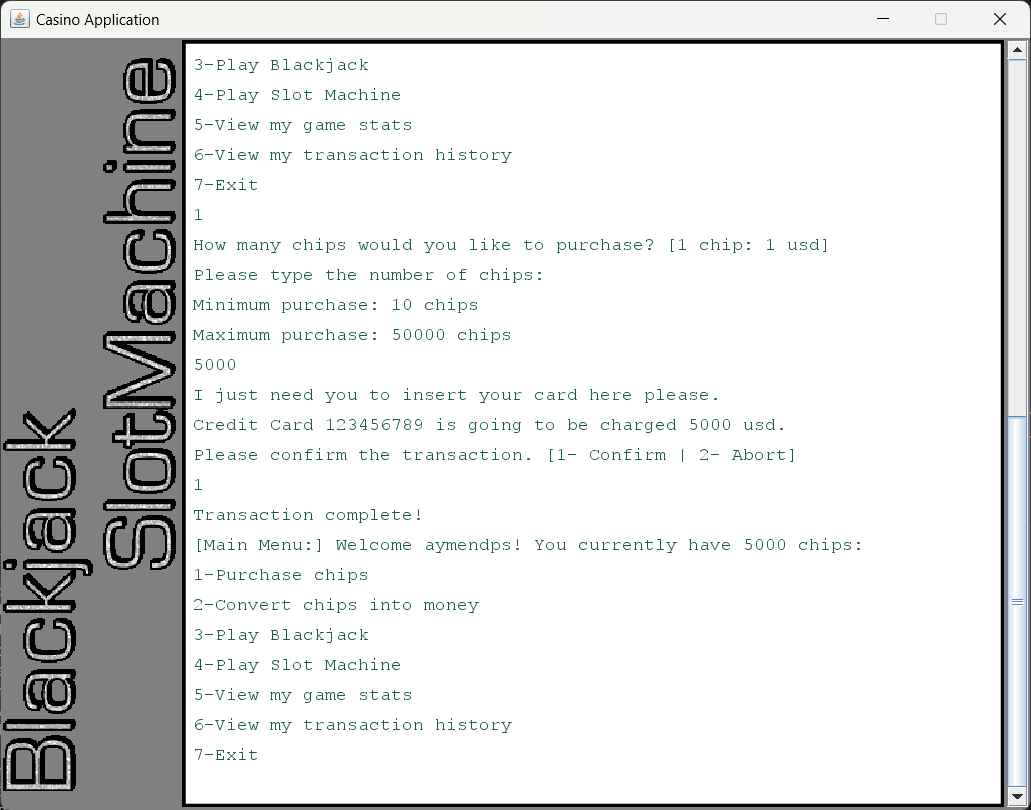 Casino Application
Blackjack
SlotMachine
3-Play Blackjack
4-Play Slot Machine
5-View my game stats
6-View my transaction history
7-Exit
1
How many chips would you like to purchase? [1 chip: 1 usd]
Please type the number of chips:
Minimum purchase: 10 chips
Maximum purchase: 50000 chips
5000
I just need you to insert your card here please.
Credit Card 123456789 is going to be charged 5000 usd.
Please confirm the transaction. [1- Confirm | 2- Abort]
1
Transaction complete!
[Main Menu:] Welcome aymendps! You currently have 5000 chips:
1-Purchase chips
2-Convert chips into money
3-Play Blackjack
4-Play Slot Machine
5-View my game stats
6-View my transaction history
7-Exit